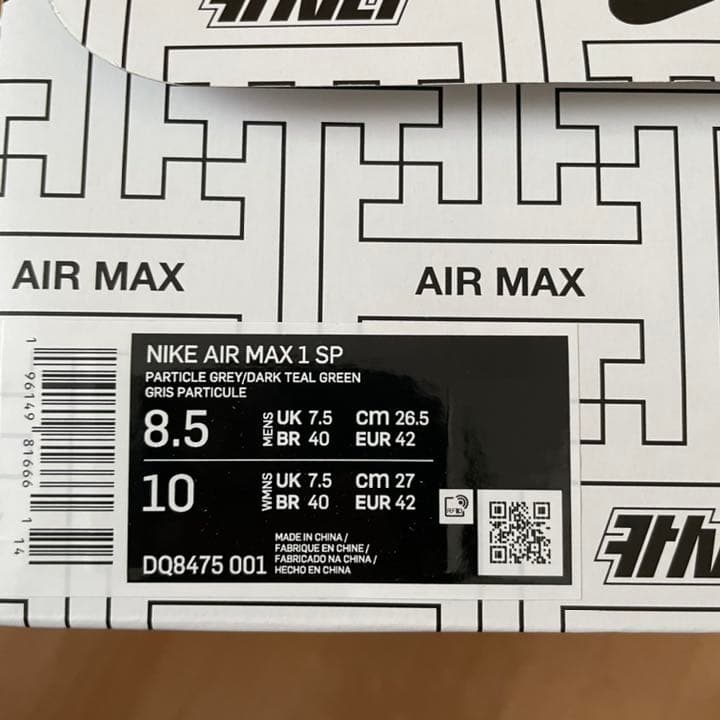 AIR MAX
AIR MAX
1 96149 81666 1 14
NIKE AIR MAX 1 SP
PARTICLE GREY/DARK TEAL GREEN
GRIS PARTICULE
8.5 MENS UK 7.5 cm 26.5
BR 40 EUR 42
10 WMNS UK 7.5 cm 27
BR 40 EUR 42
RFID
DQ8475 001
MADE IN CHINA /
FABRIQUE EN CHINE /
FABRICADO NA CHINA /
HECHO EN CHINA